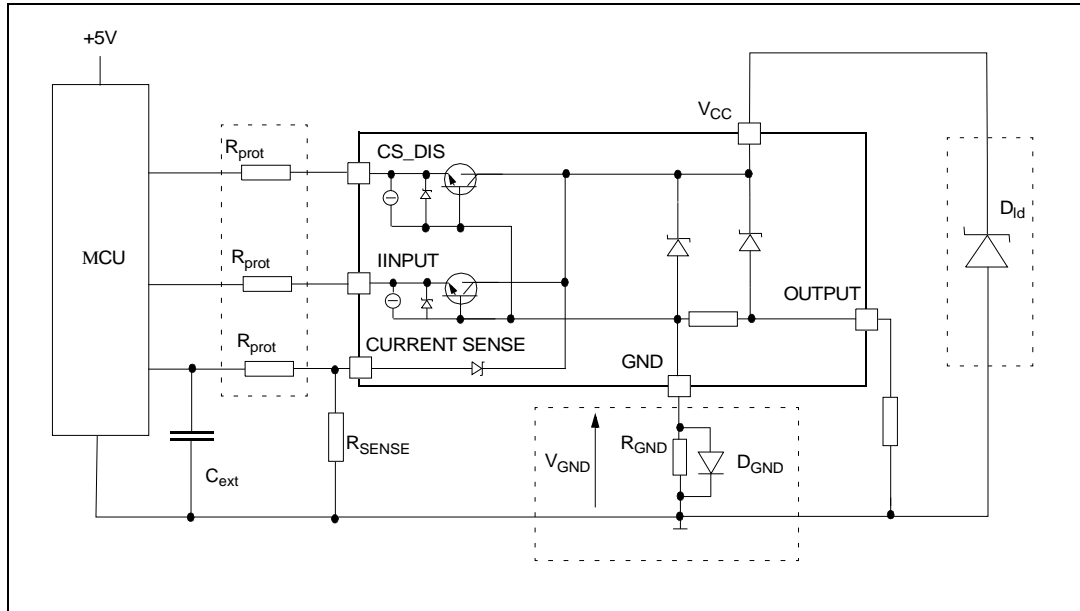 +5V
VCC
Rprot
CS_DIS
Dld
MCU
Rprot
IINPUT
OUTPUT
Rprot
CURRENT SENSE
GND
RSENSE
VGND
RGND
DGND
Cext